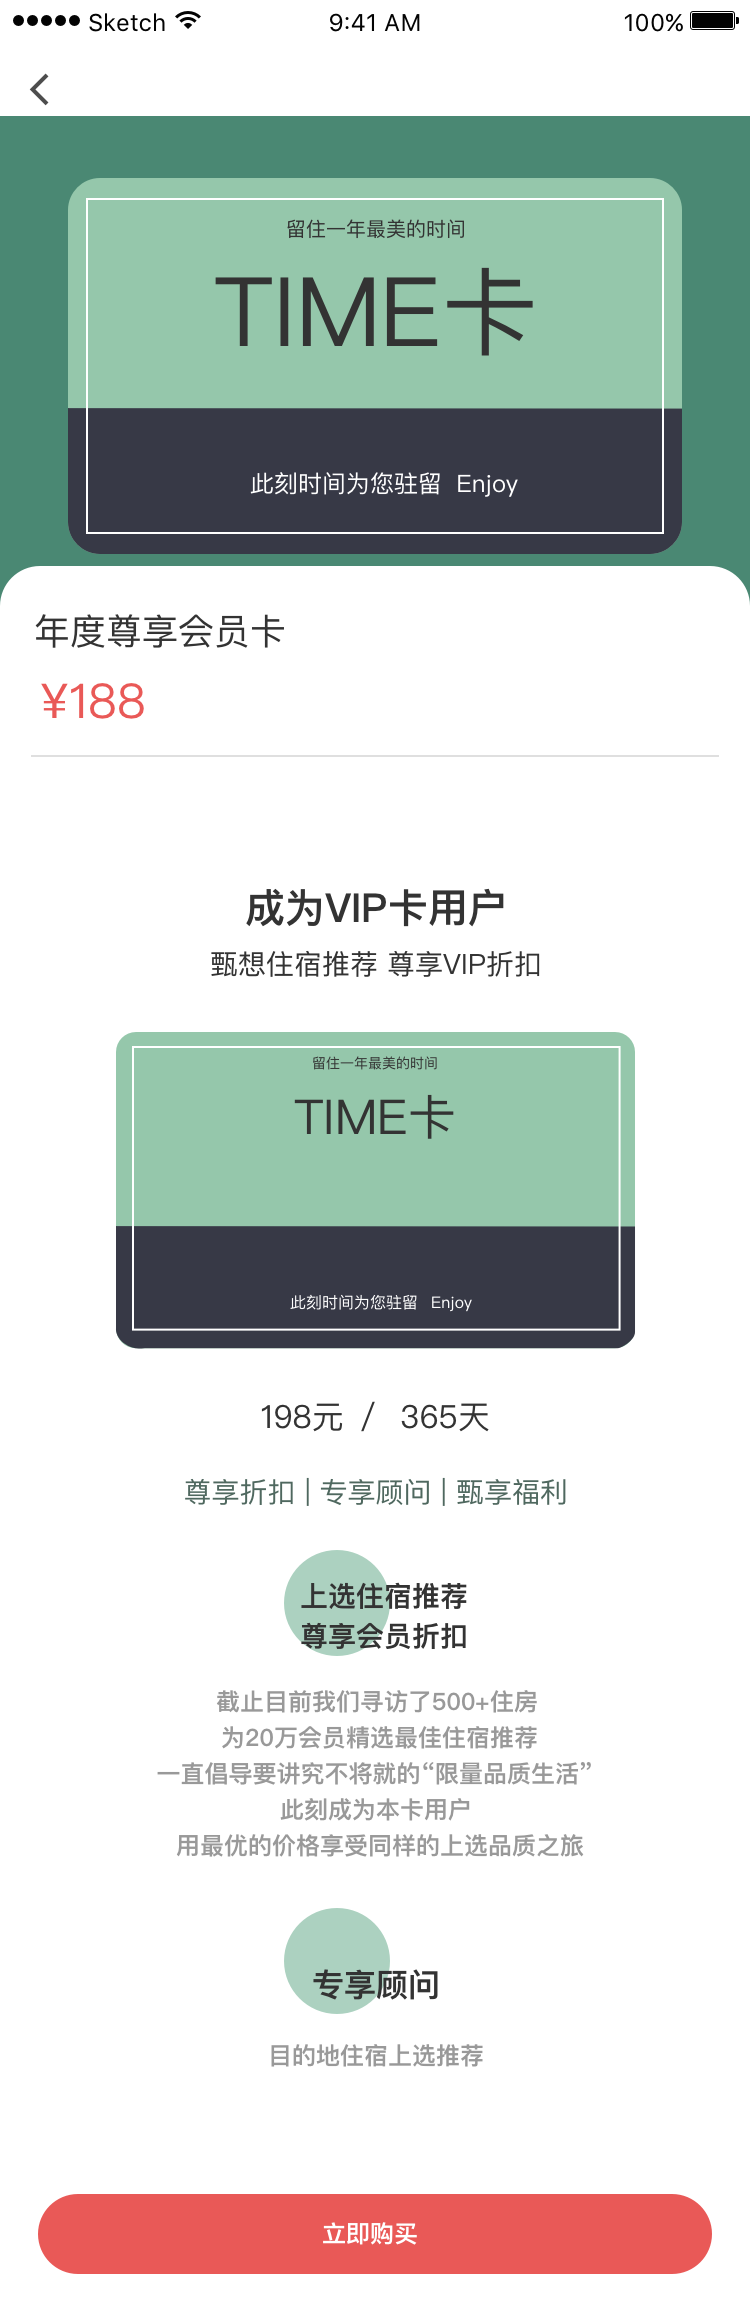 Sketch 9:41 AM 100%
留住一年最美的时间
TIME卡
此刻时间为您驻留 Enjoy
年度尊享会员卡
¥188
成为VIP卡用户
甄想住宿推荐 尊享VIP折扣
留住一年最美的时间
TIME卡
此刻时间为您驻留 Enjoy
198元 / 365天
尊享折扣 | 专享顾问 | 甄享福利
上选住宿推荐
尊享会员折扣
截止目前我们寻访了500+住房
为20万会员精选最佳住宿推荐
一直倡导要讲究不将就的“限量品质生活”
此刻成为本卡用户
用最优的价格享受同样的上选品质之旅
专享顾问
目的地住宿上选推荐
立即购买